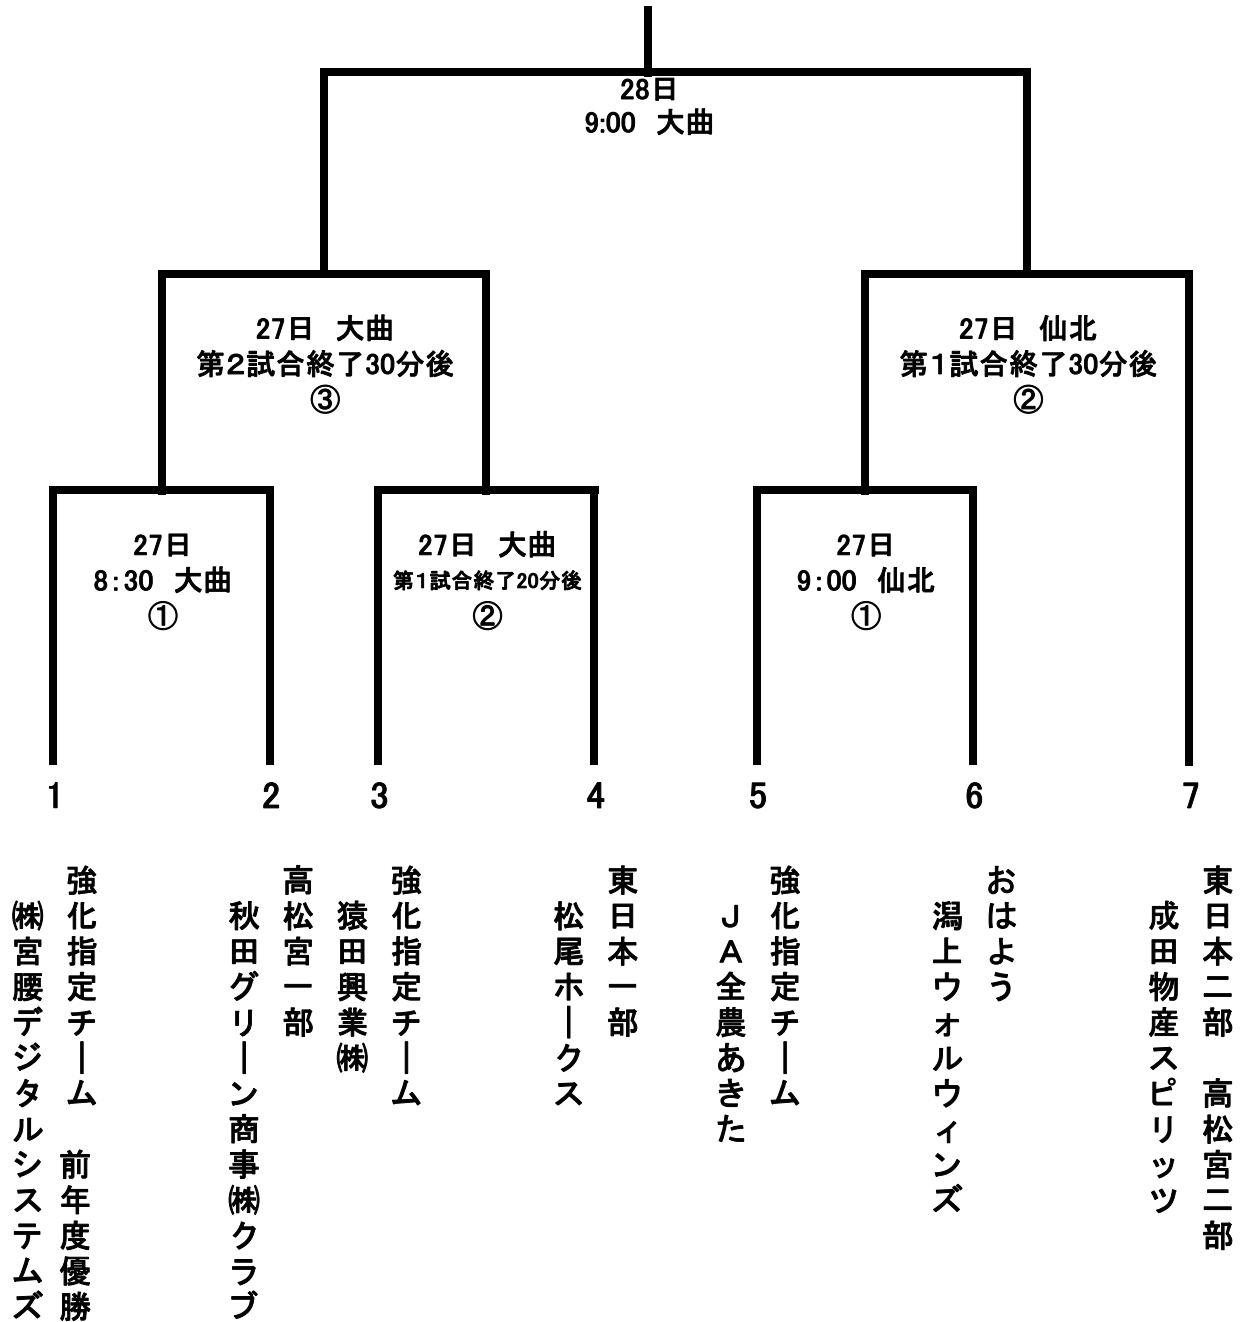 28日
9:00 大曲
27日 大曲
第2試合終了30分後
③
27日 仙北
第1試合終了30分後
②
27日
8:30 大曲
①
27日 大曲
第1試合終了20分後
②
27日
9:00 仙北
①
1
2
3
4
5
6
7
強化指定チーム 前年度優勝
㈱宮腰デジタルシステムズ
高松宮一部
秋田グリーン商事㈱クラブ
強化指定チーム
猿田興業㈱
東日本一部
松尾ホークス
強化指定チーム
JA全農あきた
おはよう
潟上ウォルウィンズ
東日本二部 高松宮二部
成田物産スピリッツ